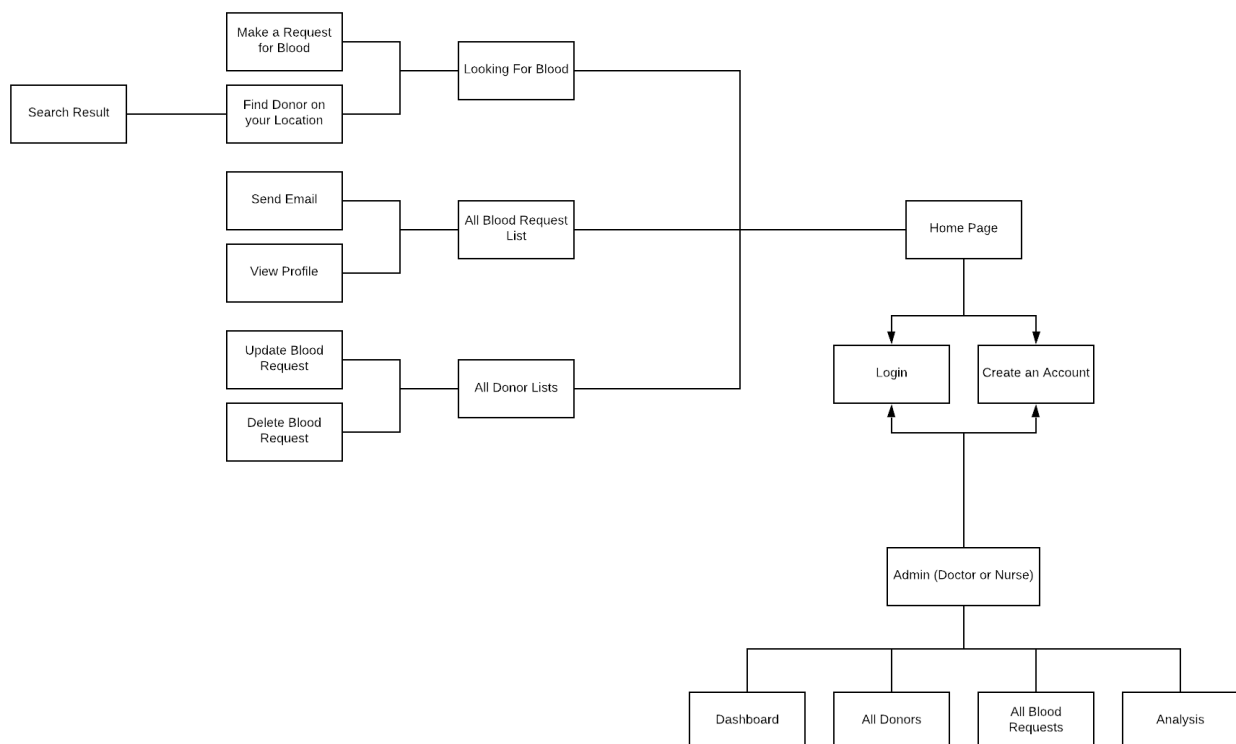 Make a Request
for Blood
Looking For Blood
Search Result
Find Donor on
your Location
Send Email
All Blood Request
List
View Profile
Home Page
Update Blood
Request
All Donor Lists
Delete Blood
Request
Login
Create an Account
Admin (Doctor or Nurse)
Dashboard
All Donors
All Blood
Requests
Analysis